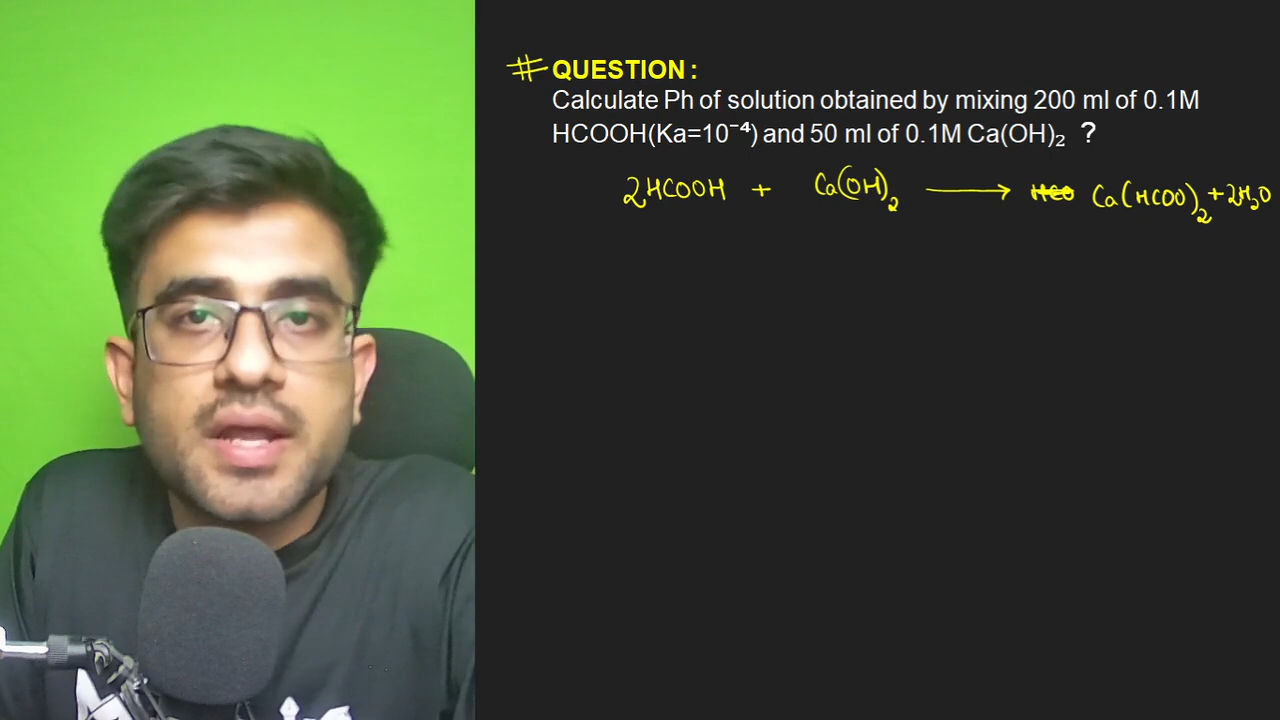 # QUESTION :
Calculate Ph of solution obtained by mixing 200 ml of 0.1M
HCOOH(Ka=10⁻⁴) and 50 ml of 0.1M Ca(OH)₂ ?
2HCOOH + Ca(OH)₂ ⟶ Ca(HCOO)₂ + 2H₂O